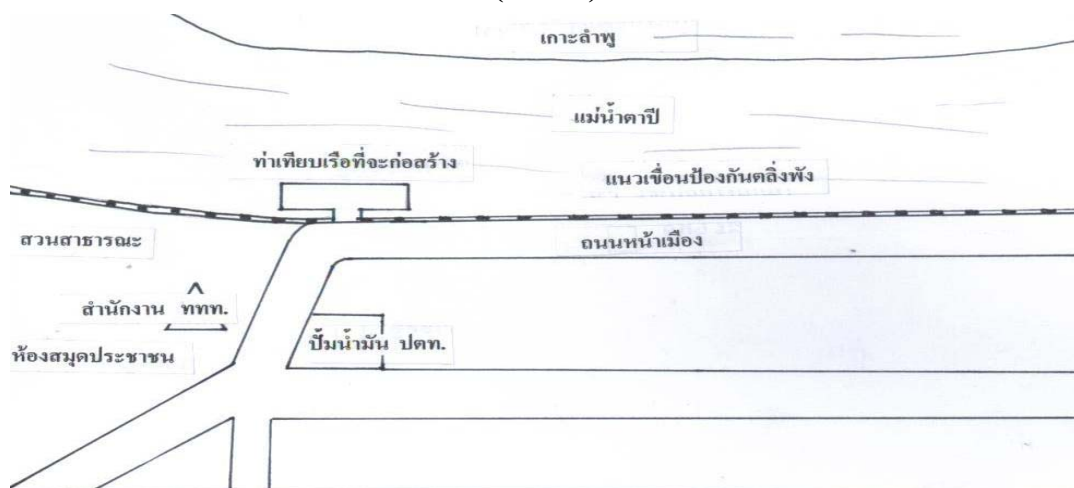 เกาะลำพู
แม่น้ำตาปี
ท่าเทียบเรือที่จะก่อสร้าง
แนวเขื่อนป้องกันตลิ่งพัง
สวนสาธารณะ
ถนนหน้าเมือง
สำนักงาน ททท.
ปั๊มน้ำมัน ปตท.
ห้องสมุดประชาชน